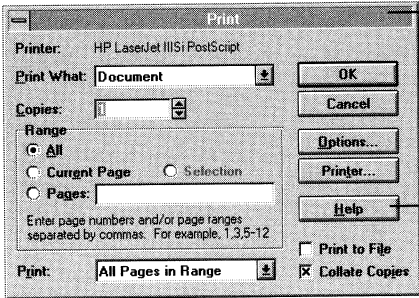 Print
Printer: HP LaserJet IIISi PostScript
Print What: Document
OK
Copies: 1
Cancel
Range
All
Options...
Current Page Selection
Printer...
Pages:
Help
Enter page numbers and/or page ranges
separated by commas. For example, 1,3,5-12
Print to File
Print: All Pages in Range
Collate Copies